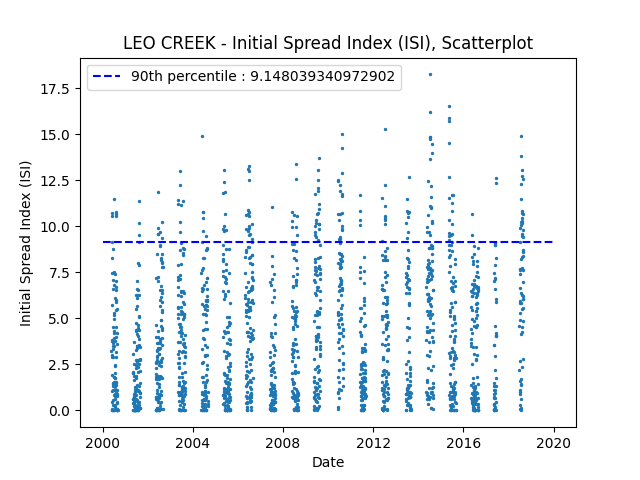 LEO CREEK - Initial Spread Index (ISI), Scatterplot
90th percentile : 9.148039340972902
17.5
15.0
12.5
10.0
7.5
5.0
2.5
0.0
Initial Spread Index (ISI)
2000 2004 2008 2012 2016 2020
Date